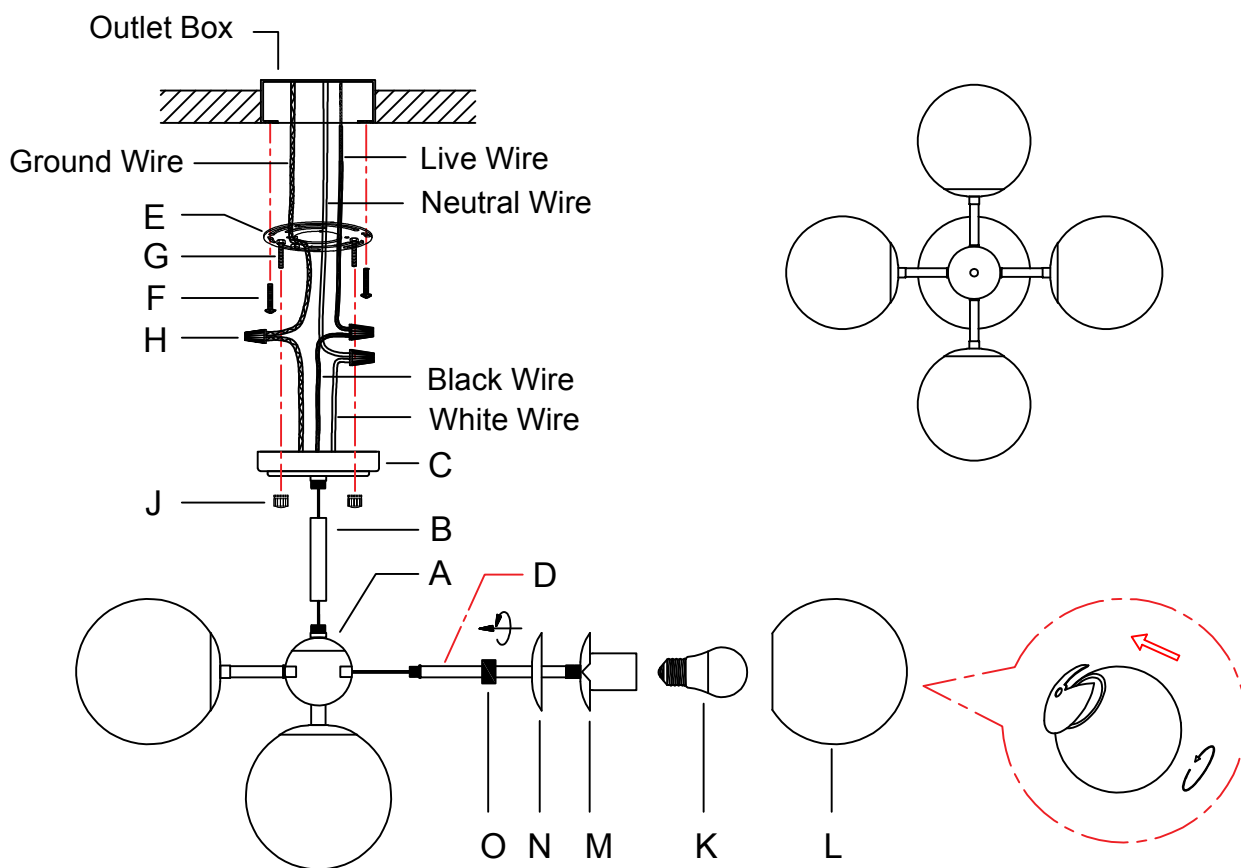 Outlet Box
Ground Wire
Live Wire
Neutral Wire
E
G
F
H
Black Wire
White Wire
C
J
B
A
D
O
N
M
K
L